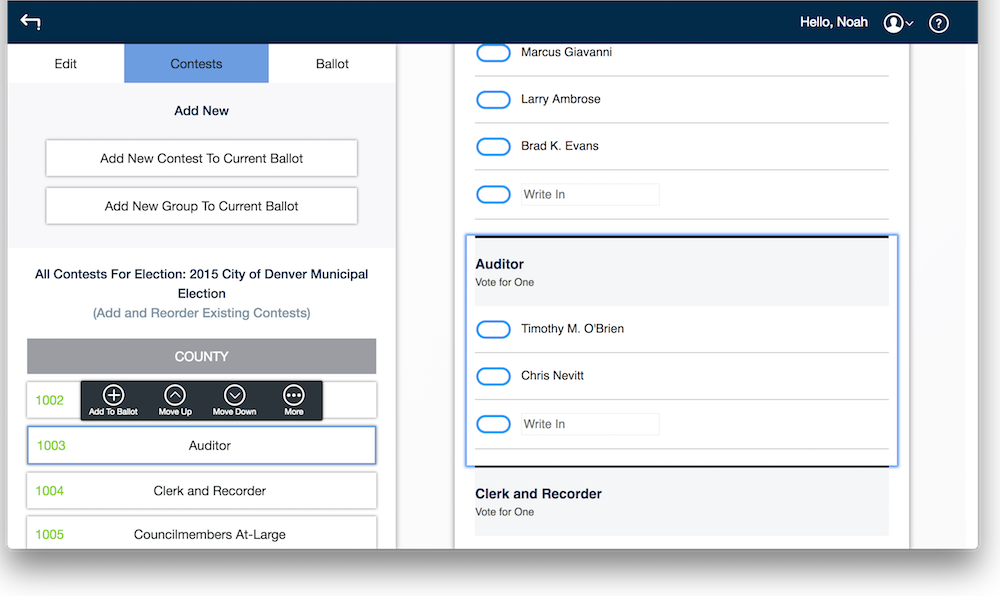 Hello, Noah
?
Edit
Contests
Ballot
Add New
Add New Contest To Current Ballot
Add New Group To Current Ballot
All Contests For Election: 2015 City of Denver Municipal
Election
(Add and Reorder Existing Contests)
COUNTY
1002
Add To Ballot
Move Up
Move Down
More
1003 Auditor
1004 Clerk and Recorder
1005 Councilmembers At-Large
Marcus Giavanni
Larry Ambrose
Brad K. Evans
Write In
Auditor
Vote for One
Timothy M. O'Brien
Chris Nevitt
Write In
Clerk and Recorder
Vote for One